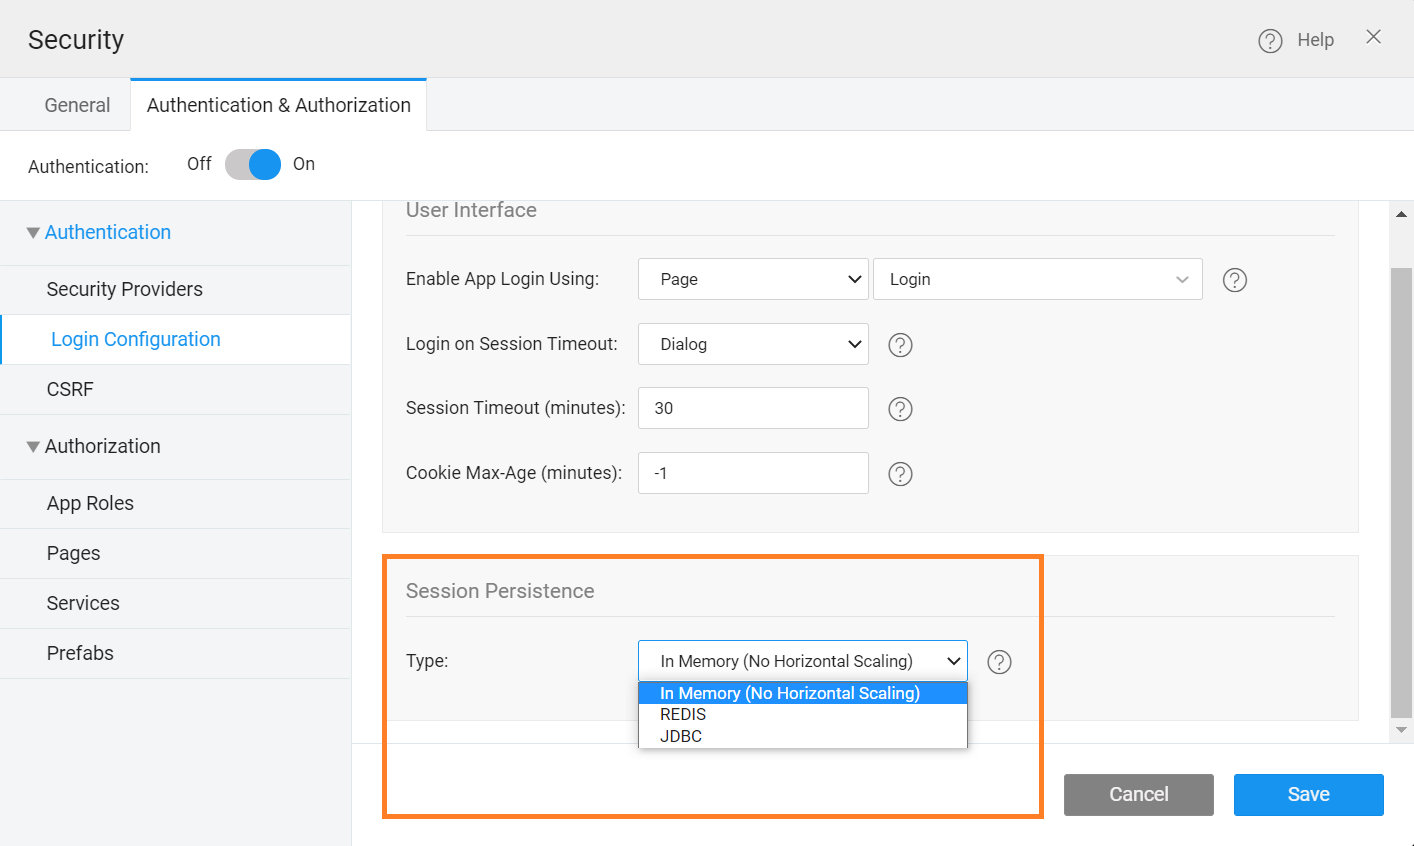 Security
Help
General
Authentication & Authorization
Authentication:
Off
On
Authentication
Security Providers
Login Configuration
CSRF
Authorization
App Roles
Pages
Services
Prefabs
User Interface
Enable App Login Using:
Page
Login
Login on Session Timeout:
Dialog
Session Timeout (minutes):
30
Cookie Max-Age (minutes):
-1
Session Persistence
Type:
In Memory (No Horizontal Scaling)
In Memory (No Horizontal Scaling)
REDIS
JDBC
Cancel
Save